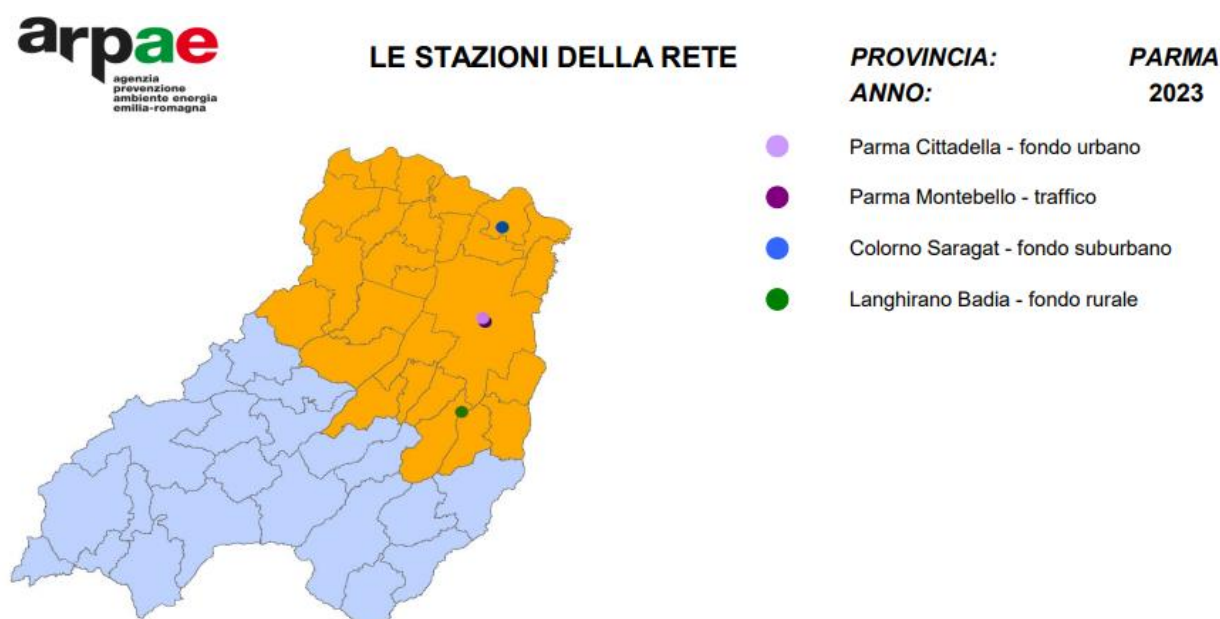 arpae
agenzia
prevenzione
ambiente energia
emilia-romagna
LE STAZIONI DELLA RETE
PROVINCIA: PARMA
ANNO: 2023
Parma Cittadella - fondo urbano
Parma Montebello - traffico
Colorno Saragat - fondo suburbano
Langhirano Badia - fondo rurale